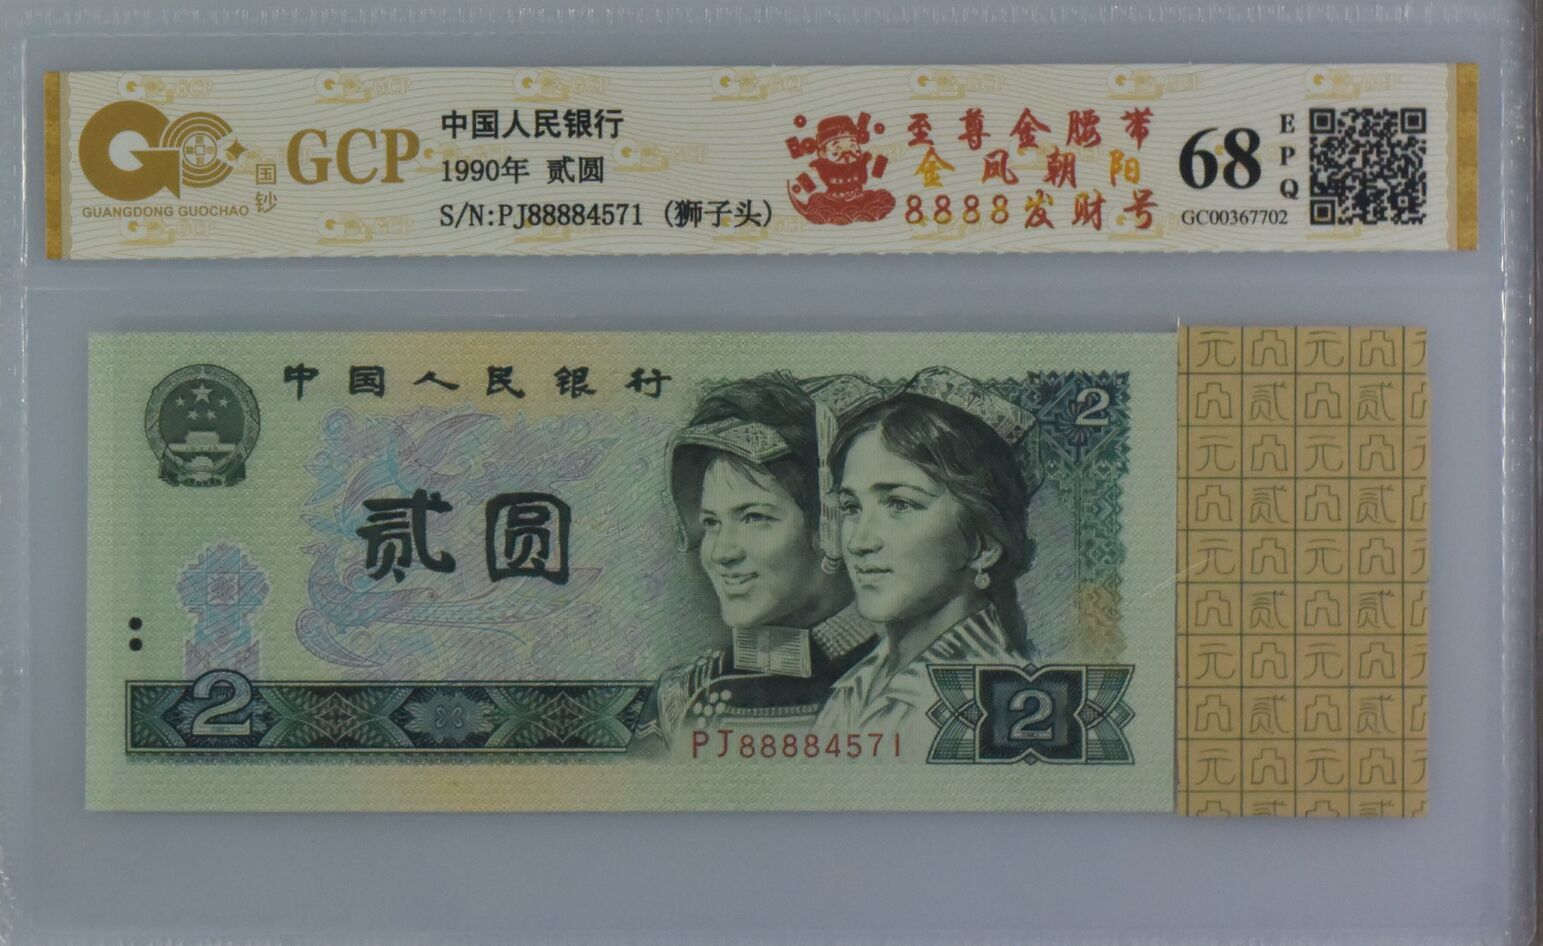 GCP
国钞
GUANGDONG GUOCHAO
中国人民银行
1990年 贰圆
S/N:PJ88884571 (狮子头)
至尊金腰带
金凤朝阳
8888发财号
68
EPQ
GC00367702
中国人民银行
贰圆
2
2
2
PJ88884571